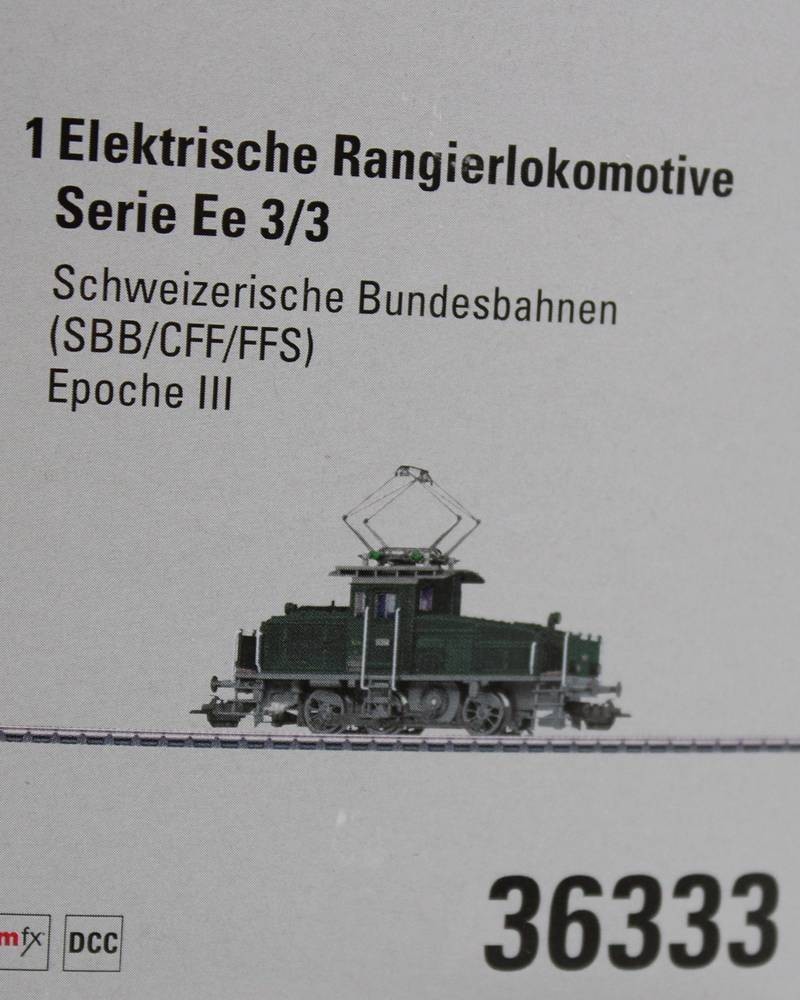 1 Elektrische Rangierlokomotive
Serie Ee 3/3
Schweizerische Bundesbahnen
(SBB/CFF/FFS)
Epoche III
36333
mfx DCC